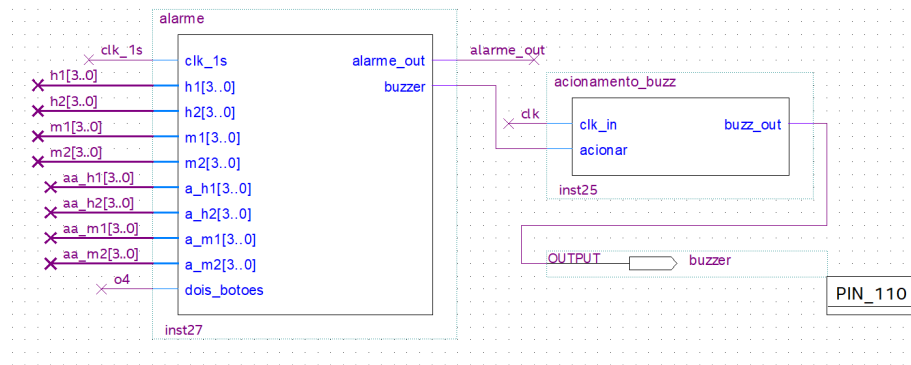 alarme
clk_1s
clk_1s
alarme_out
alarme_out
h1[3..0]
h1[3..0]
buzzer
h2[3..0]
h2[3..0]
m1[3..0]
m1[3..0]
m2[3..0]
m2[3..0]
aa_h1[3..0]
a_h1[3..0]
aa_h2[3..0]
a_h2[3..0]
aa_m1[3..0]
a_m1[3..0]
aa_m2[3..0]
a_m2[3..0]
o4
dois_botoes
inst27
acionamento_buzz
clk
clk_in
buzz_out
acionar
inst25
OUTPUT
buzzer
PIN_110